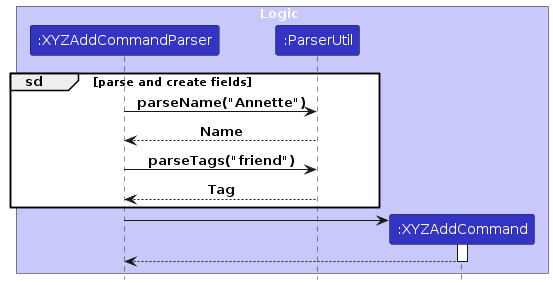 Logic
:XYZAddCommandParser
:ParserUtil
sd [parse and create fields]
parseName("Annette")
Name
parseTags("friend")
Tag
:XYZAddCommand